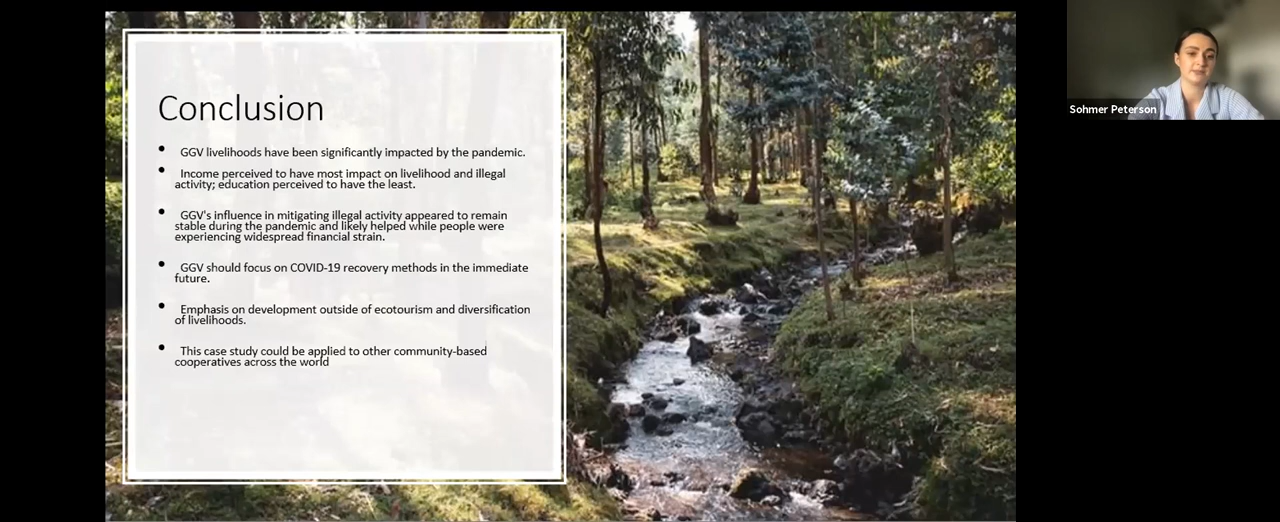 Conclusion
• GGV livelihoods have been significantly impacted by the pandemic.
• Income perceived to have most impact on livelihood and illegal
activity; education perceived to have the least.
• GGV's influence in mitigating illegal activity appeared to remain
stable during the pandemic and likely helped while people were
experiencing widespread financial strain.
• GGV should focus on COVID-19 recovery methods in the immediate
future.
• Emphasis on development outside of ecotourism and diversification
of livelihoods.
• This case study could be applied to other community-based
cooperatives across the world
Sohmer Peterson